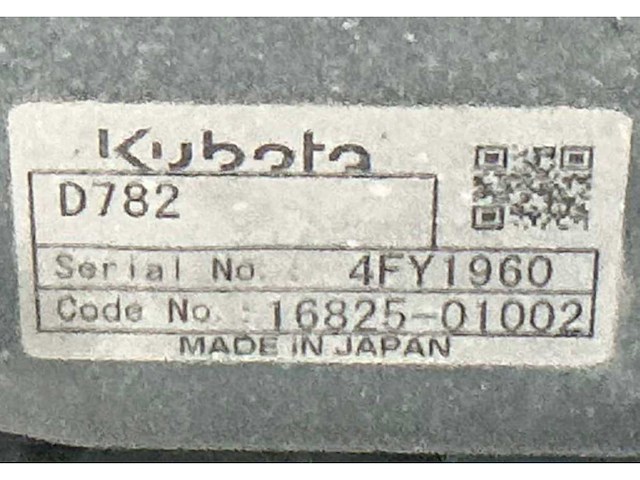 Kubota
D782
Serial No. : 4FY1960
Code No. : 16825-01002
MADE IN JAPAN